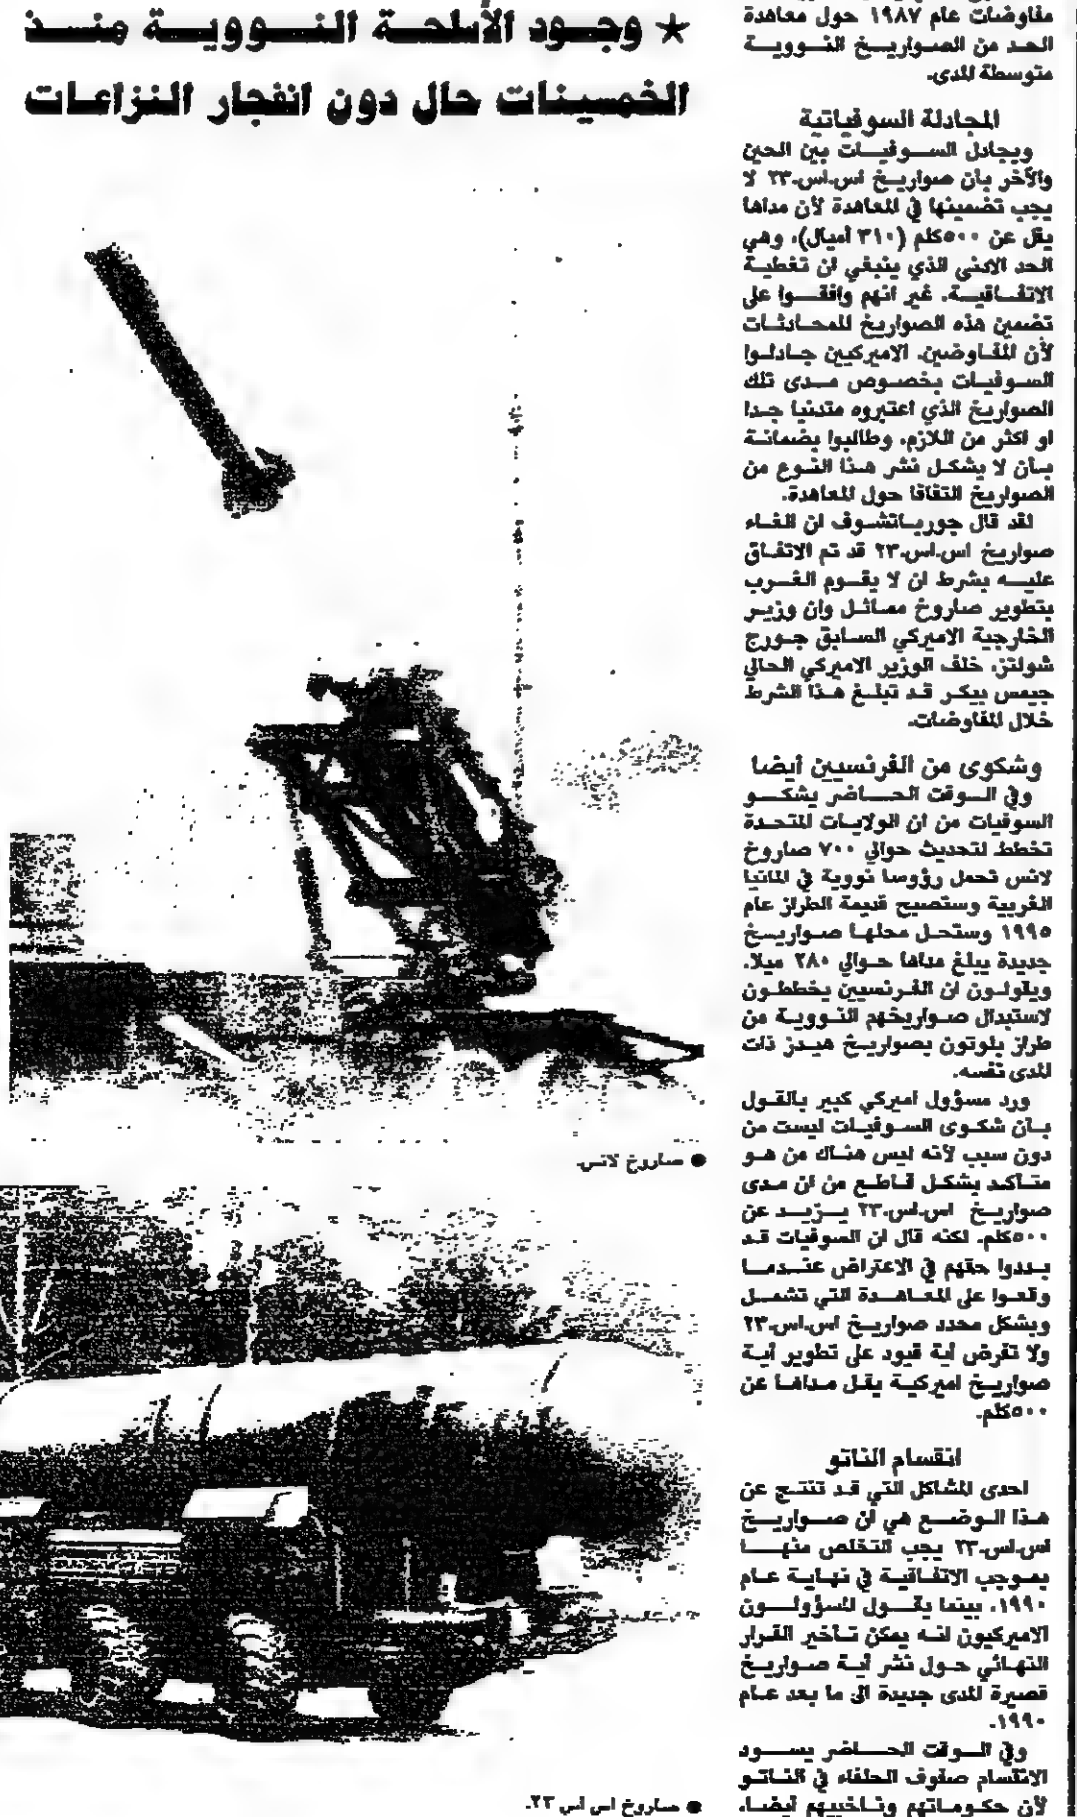 ★ وجود الأسلحة النووية منذ
الخمسينات حال دون انفجار النزاعات
مفاوضات عام ١٩٨٧ حول معاهدة
الحد من الصواريخ النووية
متوسطة المدى.
المجادلة السوفياتية
ويجادل السوفيات بين الحين
والآخر بأن صواريخ اس.اس.٢٣ لا
يجب تضمينها في المعاهدة لأن مداها
يقل عن ٥٠٠كلم (٣١٠ أميال)، وهي
الحد الادنى الذي ينبغي ان تغطية
الاتفاقية. غير انهم وافقوا على
تضمين هذه الصواريخ للمحادثات
لأن المفاوضين. الاميركيين جادلوا
السوفيات بخصوص مدى تلك
الصواريخ الذي اعتبروه متدنيا جدا
او اكثر من اللازم، وطالبوا بضمانة
بأن لا يشكل نشر هذا النوع من
الصواريخ التفافا حول المعاهدة.
لقد قال جورباتشوف ان الغاء
صواريخ اس.اس.٢٣ قد تم الاتفاق
عليه بشرط ان لا يقوم الغرب
بتطوير صاروخ مماثل وان وزير
الخارجية الاميركي السابق جورج
شولتز، خلف الوزير الاميركي الحالي
جيمس بيكر قد تبلغ هذا الشرط
خلال المفاوضات.
وشكوى من الفرنسيين أيضا
وفي الوقت الحاضر يشكو
السوفيات من ان الولايات المتحدة
تخطط لتحديث حوالي ٧٠٠ صاروخ
لانس تحمل رؤوسا نووية في المانيا
الغربية وستصبح قديمة الطراز عام
١٩٩٥ وستحل محلها صواريخ
جديدة يبلغ مداها حوالي ٢٨٠ ميلا.
ويقولون ان الفرنسيين يخططون
لاستبدال صواريخهم النووية من
طراز بلوتون بصواريخ هيدز ذات
المدى نفسه.
ورد مسؤول اميركي كبير بالقول
بأن شكوى السوفيات ليست من
دون سبب لأنه ليس هناك من هو
متأكد بشكل قاطع من ان مدى
صواريخ اس.اس.٢٣ يزيد عن
٥٠٠كلم. لكنه قال ان السوفيات قد
بددوا حقهم في الاعتراض عندما
وقعوا على المعاهدة التي تشمل
وبشكل محدد صواريخ اس.اس.٢٣
ولا تفرض أية قيود على تطوير أية
صواريخ اميركية يقل مداها عن
٥٠٠كلم.
انقسام الناتو
احدى المشاكل التي قد تنتج عن
هذا الوضع هي ان صواريخ
اس.اس.٢٣ يجب التخلص منها
بموجب الاتفاقية في نهاية عام
١٩٩٠، بينما يقول المسؤولون
الاميركيون انه يمكن تأخير القرار
النهائي حول نشر أية صواريخ
قصيرة المدى جديدة الى ما بعد عام
١٩٩٠.
وفي الوقت الحاضر يسود
الانقسام صفوف الحلفاء في الناتو
لأن حكوماتهم وناخبيهم أيضا،
● صاروخ لانس.
● صاروخ اس أس ٢٣.